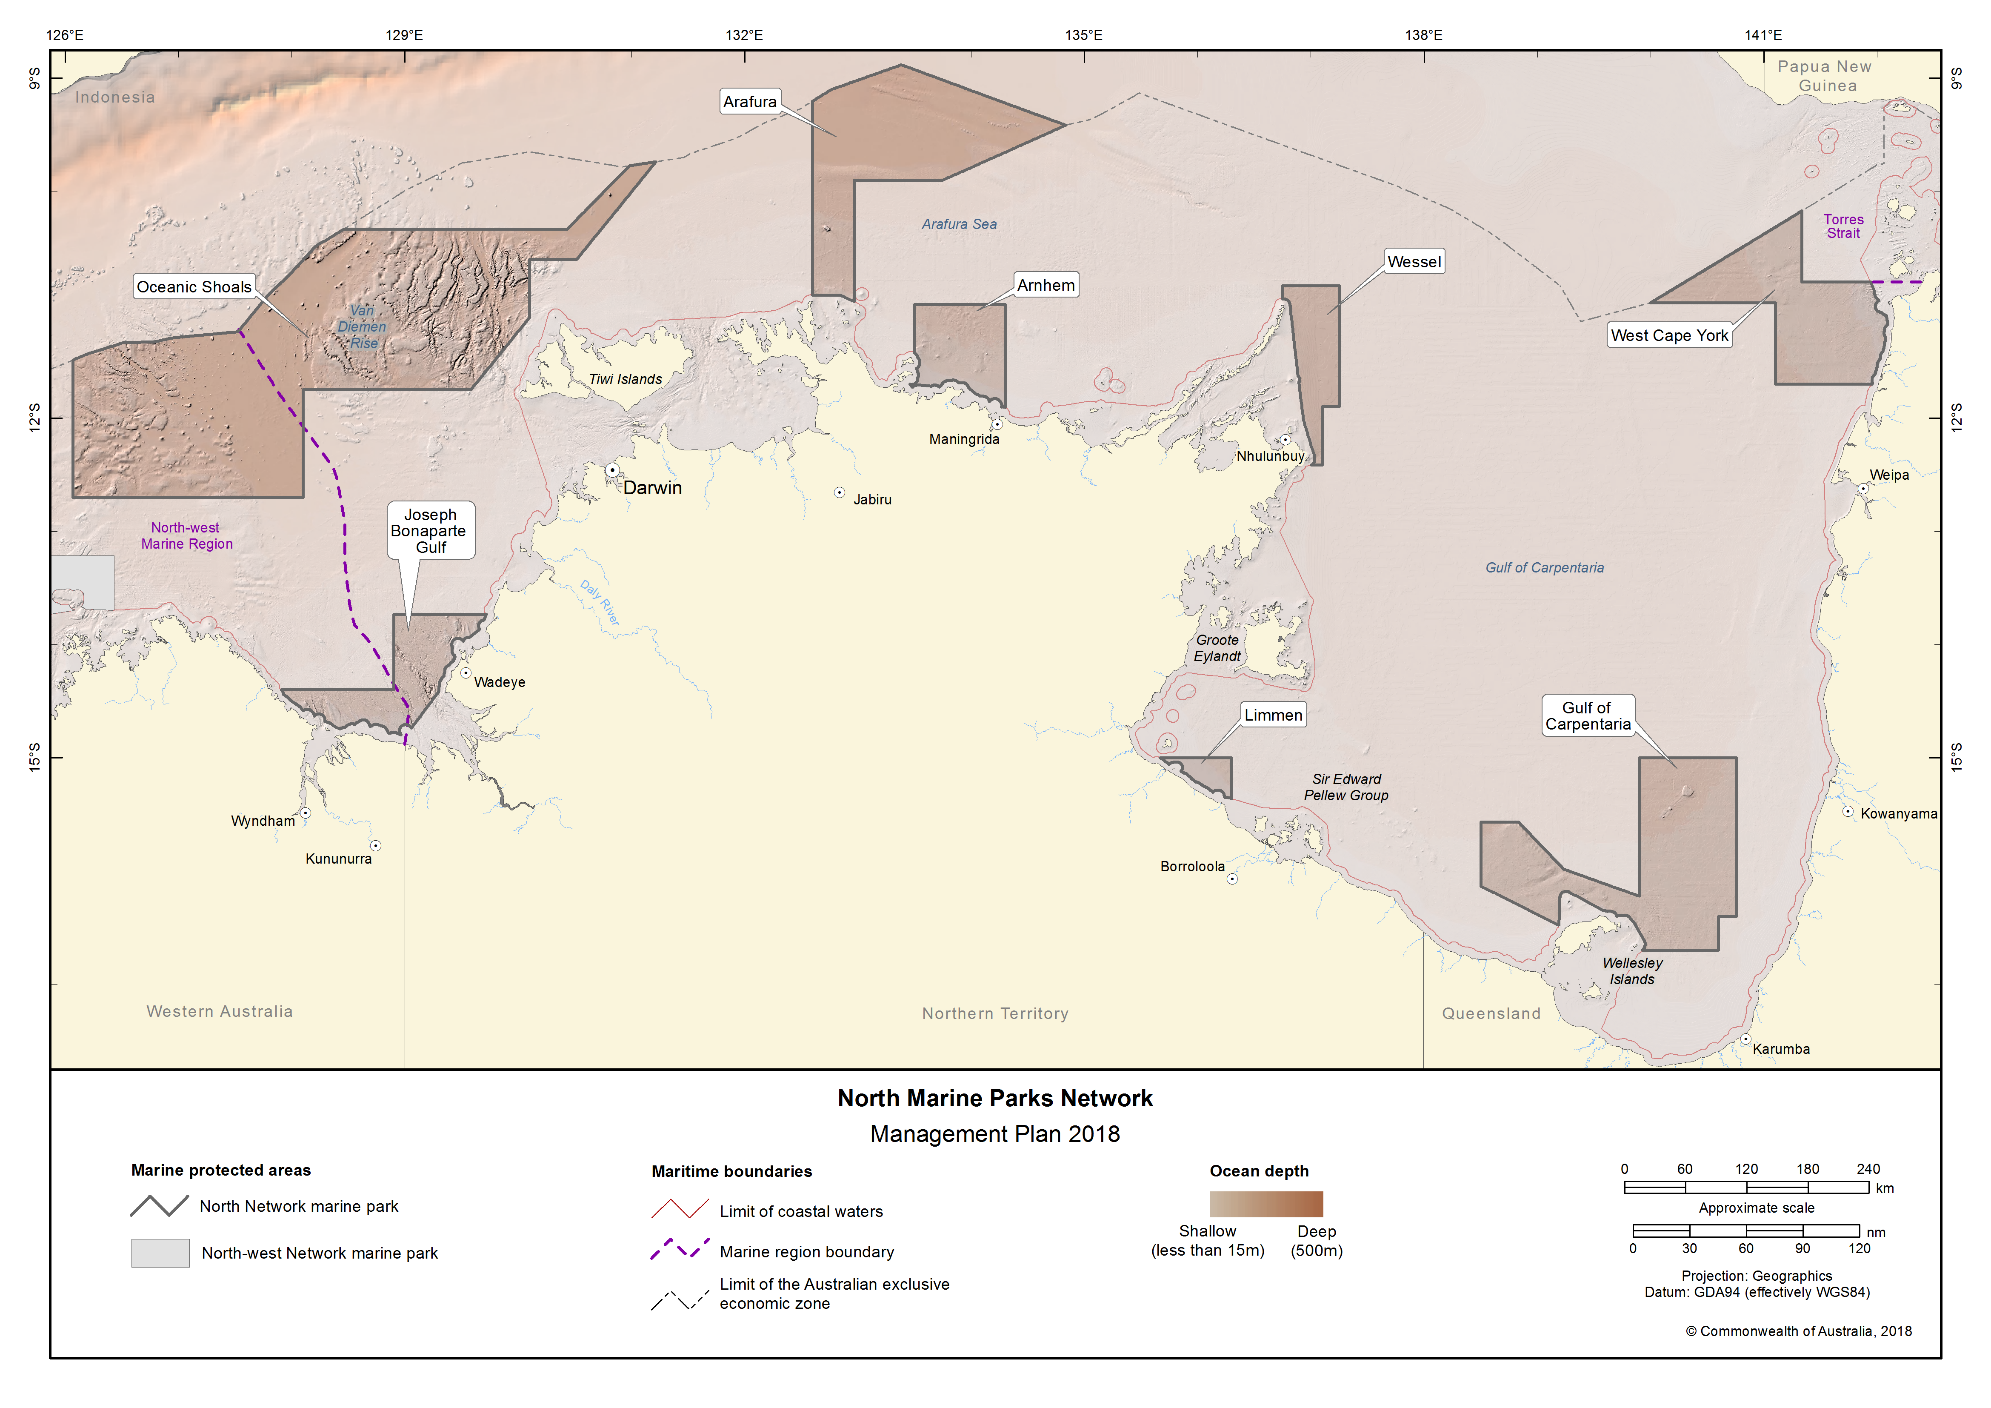 126°E
129°E
132°E
135°E
138°E
141°E
9°S
9°S
12°S
12°S
15°S
15°S
Indonesia
Papua New
Guinea
Arafura
Arafura Sea
Torres
Strait
Oceanic Shoals
Van
Diemen
Rise
Arnhem
Wessel
West Cape York
Tiwi Islands
Maningrida
Nhulunbuy
Darwin
Jabiru
Weipa
North-west
Marine Region
Joseph
Bonaparte
Gulf
Daly River
Gulf of Carpentaria
Groote
Eylandt
Wadeye
Limmen
Gulf of
Carpentaria
Sir Edward
Pellew Group
Wyndham
Kununurra
Borroloola
Kowanyama
Wellesley
Islands
Western Australia
Northern Territory
Queensland
Karumba
North Marine Parks Network
Management Plan 2018
Marine protected areas
North Network marine park
North-west Network marine park
Maritime boundaries
Limit of coastal waters
Marine region boundary
Limit of the Australian exclusive
economic zone
Ocean depth
Shallow
(less than 15m)
Deep
(500m)
0 60 120 180 240
km
Approximate scale
nm
0 30 60 90 120
Projection: Geographics
Datum: GDA94 (effectively WGS84)
© Commonwealth of Australia, 2018